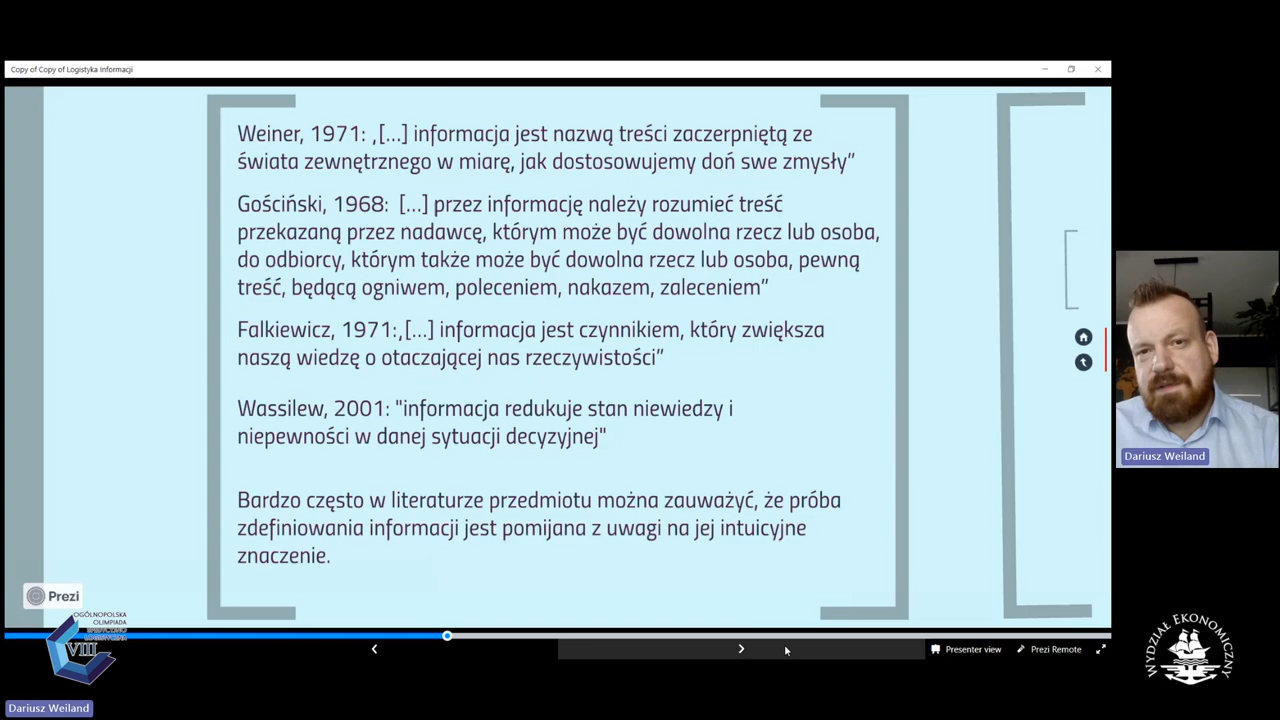 Copy of Copy of Logistyka Informacji
Weiner, 1971: ‚[...] informacja jest nazwą treści zaczerpniętą ze
świata zewnętrznego w miarę, jak dostosowujemy doń swe zmysły”
Gościński, 1968:  [...] przez informację należy rozumieć treść
przekazaną przez nadawcę, którym może być dowolna rzecz lub osoba,
do odbiorcy, którym także może być dowolna rzecz lub osoba, pewną
treść, będącą ogniwem, poleceniem, nakazem, zaleceniem”
Falkiewicz, 1971:‚[...] informacja jest czynnikiem, który zwiększa
naszą wiedzę o otaczającej nas rzeczywistości”
Wassilew, 2001: "informacja redukuje stan niewiedzy i
niepewności w danej sytuacji decyzyjnej"
Bardzo często w literaturze przedmiotu można zauważyć, że próba
zdefiniowania informacji jest pomijana z uwagi na jej intuicyjne
znaczenie.
Dariusz Weiland
Prezi
OGÓLNOPOLSKA
OLIMPIADA
LOGISTYCZNA
VIII
Presenter view
Prezi Remote
WYDZIAŁ EKONOMICZNY
Dariusz Weiland